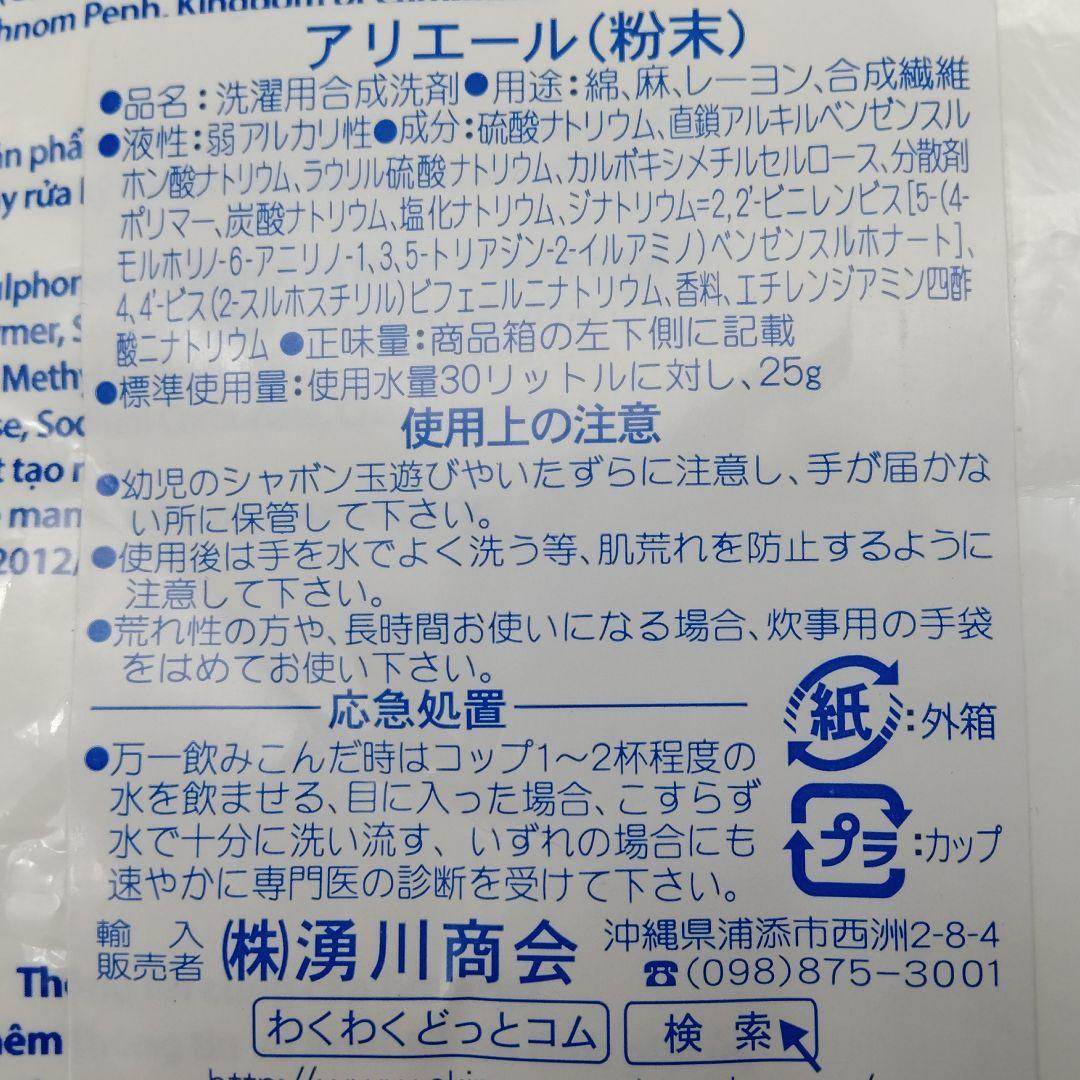 hnom Penh, Kingdom of
アリエール(粉末)
●品名:洗濯用合成洗剤●用途:綿、麻、レーヨン、合成繊維
●液性:弱アルカリ性●成分:硫酸ナトリウム、直鎖アルキルベンゼンスル
ホン酸ナトリウム、ラウリル硫酸ナトリウム、カルボキシメチルセルロース、分散剤
ポリマー、炭酸ナトリウム、塩化ナトリウム、ジナトリウム=2,2'-ビニレンビス[5-(4-
モルホリノ-6-アニリノ-1,3,5-トリアジン-2-イルアミノ)ベンゼンスルホナート]、
4,4'-ビス(2-スルホスチリル)ビフェニルニナトリウム、香料、エチレンジアミン四酢
酸ニナトリウム ●正味量:商品箱の左下側に記載
●標準使用量:使用水量30リットルに対し、25g
使用上の注意
●幼児のシャボン玉遊びやいたずらに注意し、手が届かな
い所に保管して下さい。
●使用後は手を水でよく洗う等、肌荒れを防止するように
注意して下さい。
●荒れ性の方や、長時間お使いになる場合、炊事用の手袋
をはめてお使い下さい。
応急処置
●万一飲みこんだ時はコップ1〜2杯程度の
水を飲ませる、目に入った場合、こすらず
水で十分に洗い流す、いずれの場合にも
速やかに専門医の診断を受けて下さい。
紙:外箱
プラ:カップ
輸入
販売者
(株)湧川商会
沖縄県浦添市西洲2-8-4
☎(098)875-3001
わくわくどっとコム 検索
ản phẩ
y rửa
ulphon
mer, S
Methy
se, Soc
t tạo n
e man
2012/
The
êm